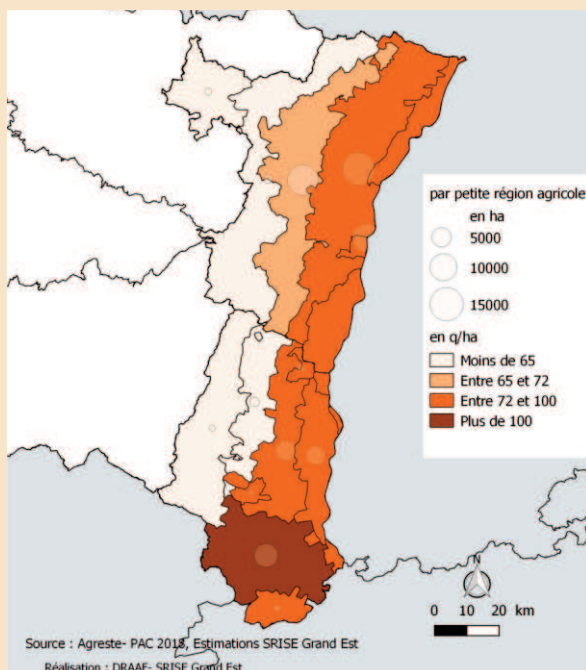 par petite région agricole
en ha
5000
10000
15000
en q/ha
Moins de 65
Entre 65 et 72
Entre 72 et 100
Plus de 100
N
0 10 20 km
Source : Agreste- PAC 2018, Estimations SRISE Grand Est
Réalisation : DRAAF- SRISE Grand Est